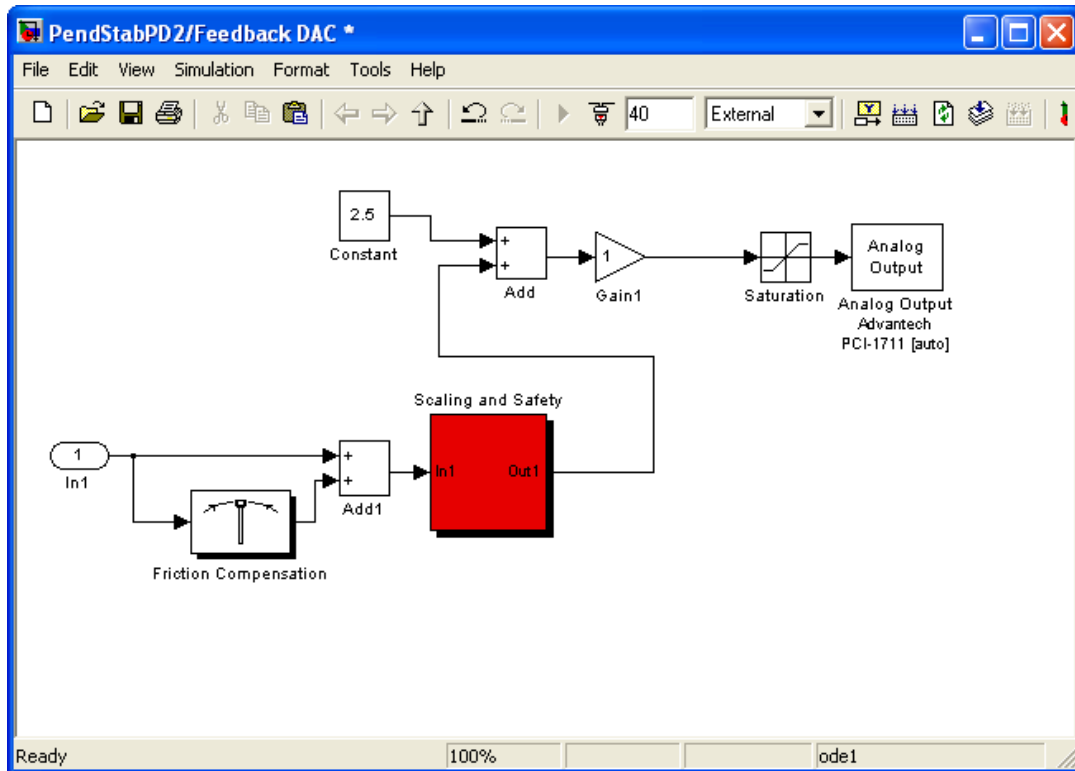 PendStabPD2/Feedback DAC *
File Edit View Simulation Format Tools Help
40 External
2.5
Constant
+
+
Add
1
Gain1
Saturation
Analog
Output
Analog Output
Advantech
PCI-1711 [auto]
Scaling and Safety
1
In1
+
+
Add1
In1 Out1
Friction Compensation
Ready 100% ode1